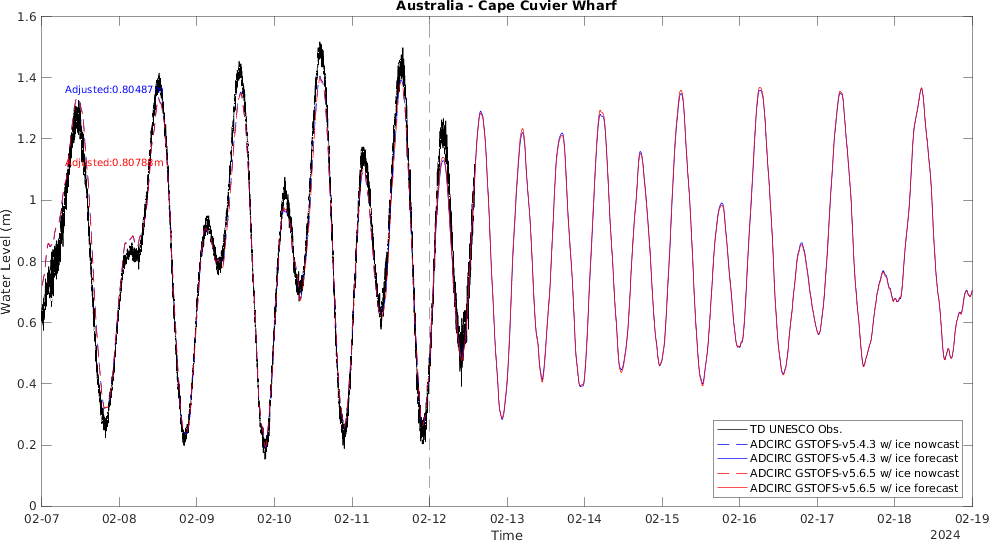 Australia - Cape Cuvier Wharf
Water Level (m)
1.6
1.4
1.2
1
0.8
0.6
0.4
0.2
0
Adjusted:0.80487
Adjusted:0.80788m
TD UNESCO Obs.
ADCIRC GSTOFS-v5.4.3 w/ ice nowcast
ADCIRC GSTOFS-v5.4.3 w/ ice forecast
ADCIRC GSTOFS-v5.6.5 w/ ice nowcast
ADCIRC GSTOFS-v5.6.5 w/ ice forecast
02-07 02-08 02-09 02-10 02-11 02-12 02-13 02-14 02-15 02-16 02-17 02-18 02-19
Time
2024